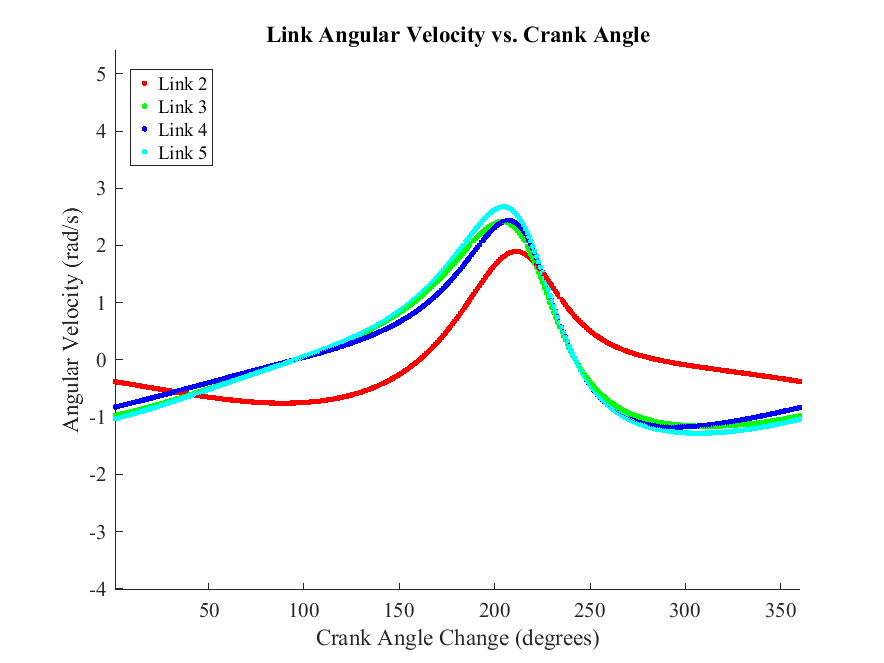 Link Angular Velocity vs. Crank Angle
5
4
3
2
1
0
-1
-2
-3
-4
Angular Velocity (rad/s)
Link 2
Link 3
Link 4
Link 5
50 100 150 200 250 300 350
Crank Angle Change (degrees)